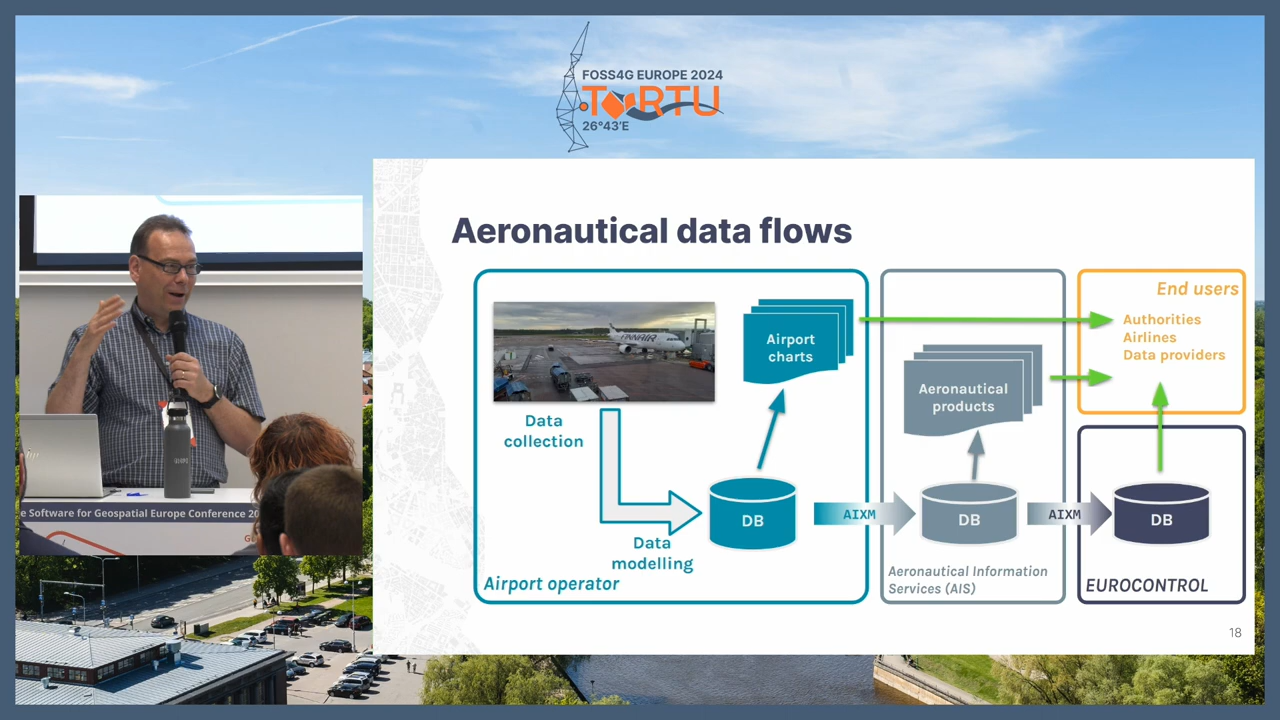 FOSS4G EUROPE 2024
TARTU
26°43'E
Aeronautical data flows
FINNAIR
Data
collection
Data
modelling
Airport
charts
DB
Airport operator
AIXM
Aeronautical
products
DB
Aeronautical Information
Services (AIS)
AIXM
End users
Authorities
Airlines
Data providers
DB
EUROCONTROL
18
e Software for Geospatial Europe Conference 20